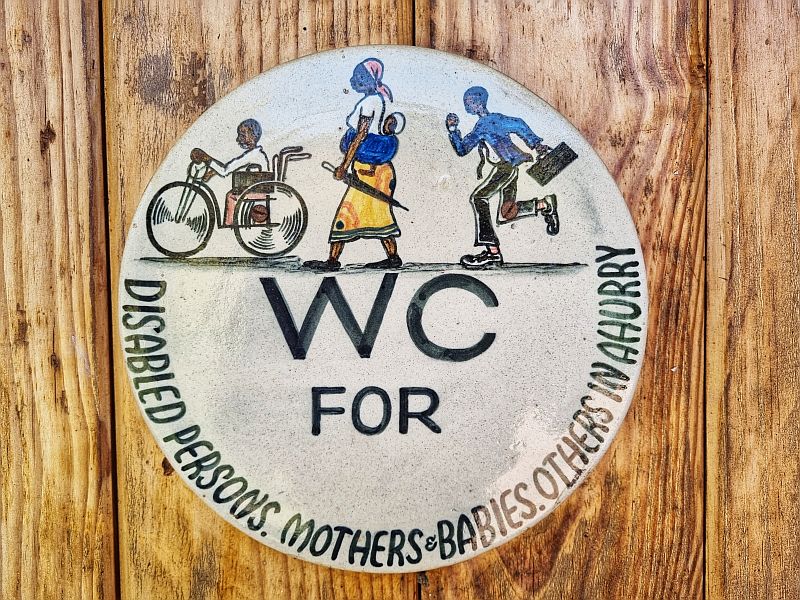 WC
FOR
DISABLED PERSONS. MOTHERS & BABIES. OTHERS IN A HURRY